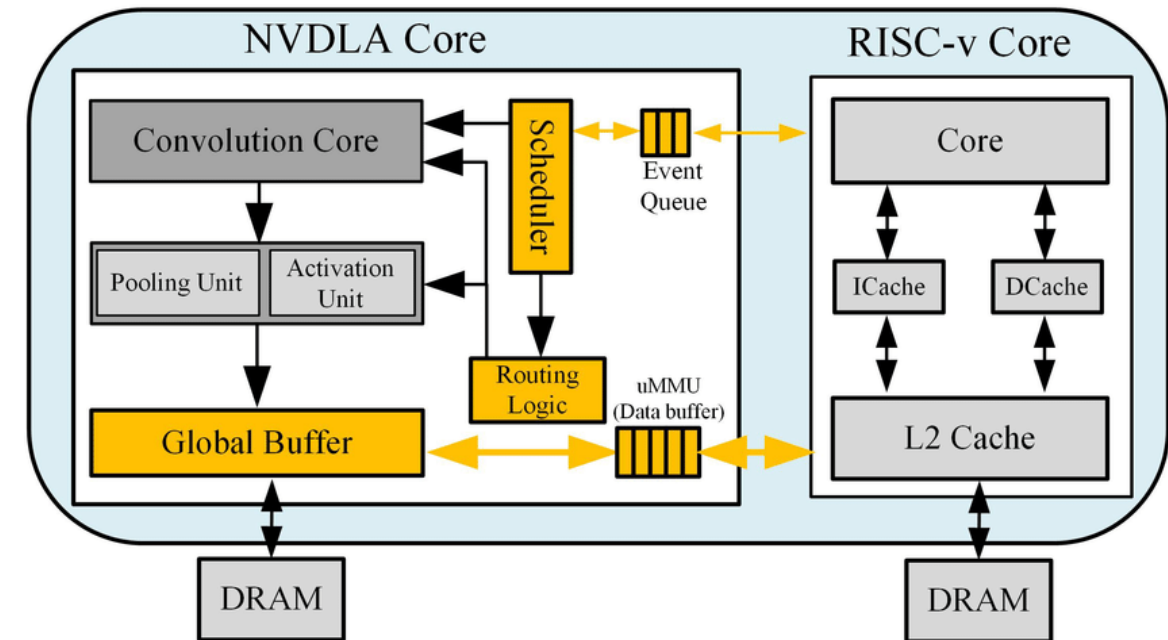 NVDLA Core
RISC-v Core
Convolution Core
Scheduler
Event
Queue
Core
Pooling Unit
Activation
Unit
ICache
DCache
Routing
Logic
uMMU
(Data buffer)
Global Buffer
L2 Cache
DRAM
DRAM